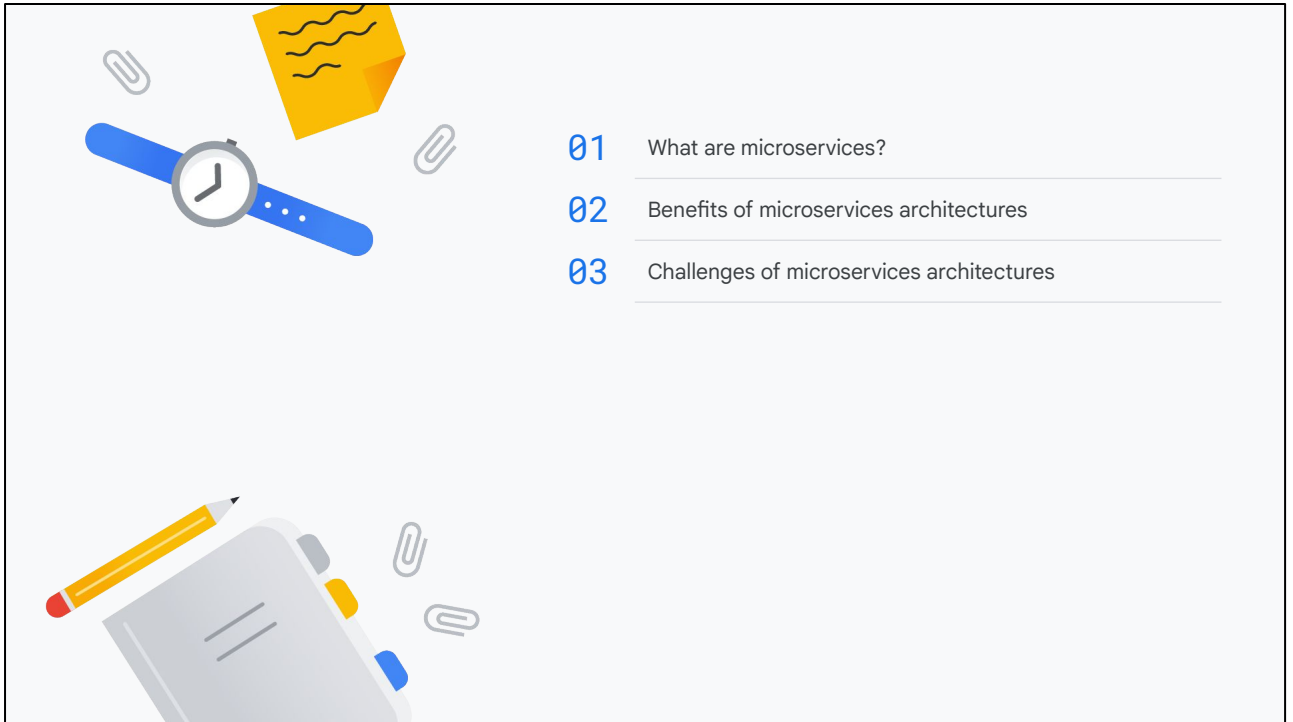 01 What are microservices?
02 Benefits of microservices architectures
03 Challenges of microservices architectures